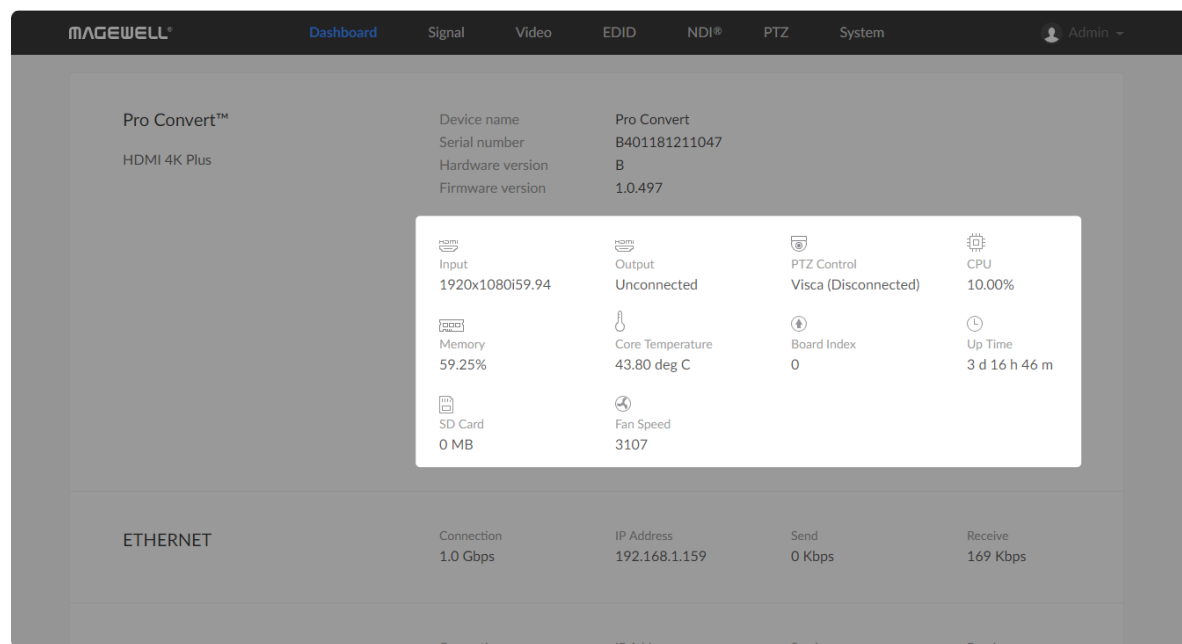 MAGEWELL®
Dashboard Signal Video EDID NDI® PTZ System Admin
Pro Convert™
HDMI 4K Plus
Device name Pro Convert
Serial number B401181211047
Hardware version B
Firmware version 1.0.497
HDMI HDMI
Input Output PTZ Control CPU
1920x1080i59.94 Unconnected Visca (Disconnected) 10.00%
Memory Core Temperature Board Index Up Time
59.25% 43.80 deg C 0 3 d 16 h 46 m
SD Card Fan Speed
0 MB 3107
ETHERNET
Connection IP Address Send Receive
1.0 Gbps 192.168.1.159 0 Kbps 169 Kbps